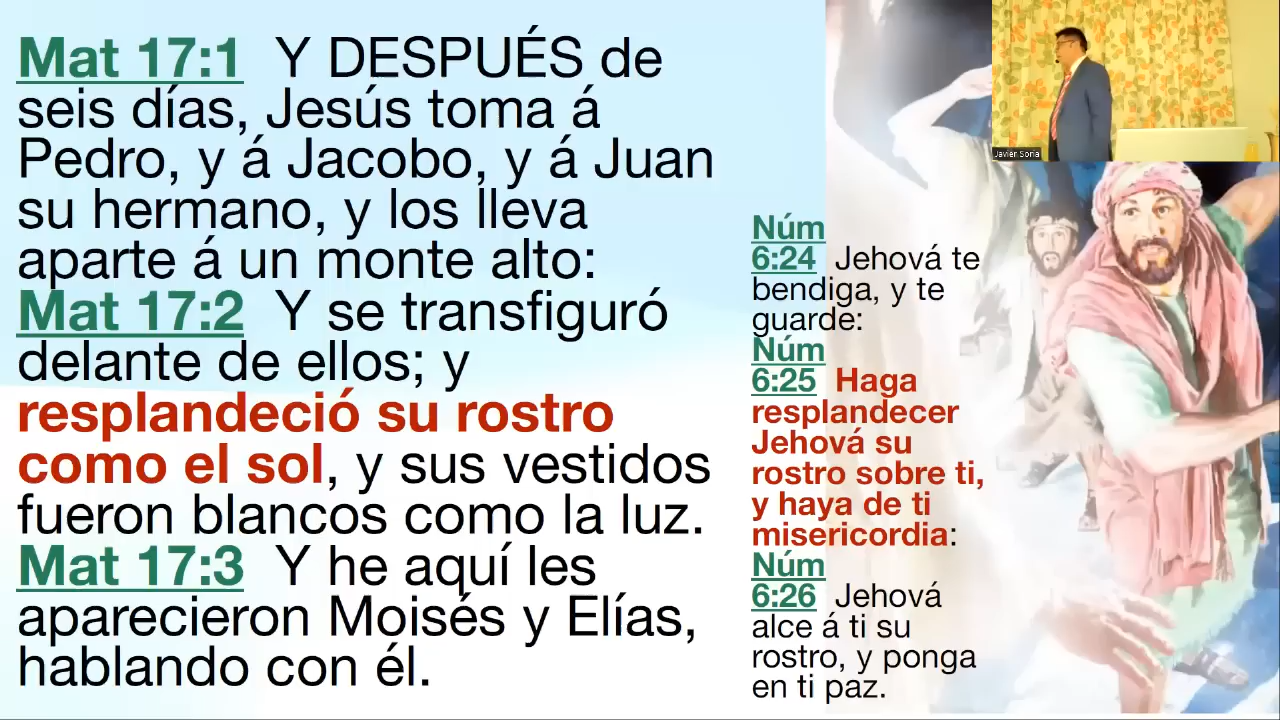 Mat 17:1 Y DESPUÉS de
seis días, Jesús toma á
Pedro, y á Jacobo, y á Juan
su hermano, y los lleva
aparte á un monte alto:
Mat 17:2 Y se transfiguró
delante de ellos; y
resplandeció su rostro
como el sol, y sus vestidos
fueron blancos como la luz.
Mat 17:3 Y he aquí les
aparecieron Moisés y Elías,
hablando con él.
Núm
6:24 Jehová te
bendiga, y te
guarde:
Núm
6:25 Haga
resplandecer
Jehová su
rostro sobre ti,
y haya de ti
misericordia:
Núm
6:26 Jehová
alce á ti su
rostro, y ponga
en ti paz.
Javier Soria